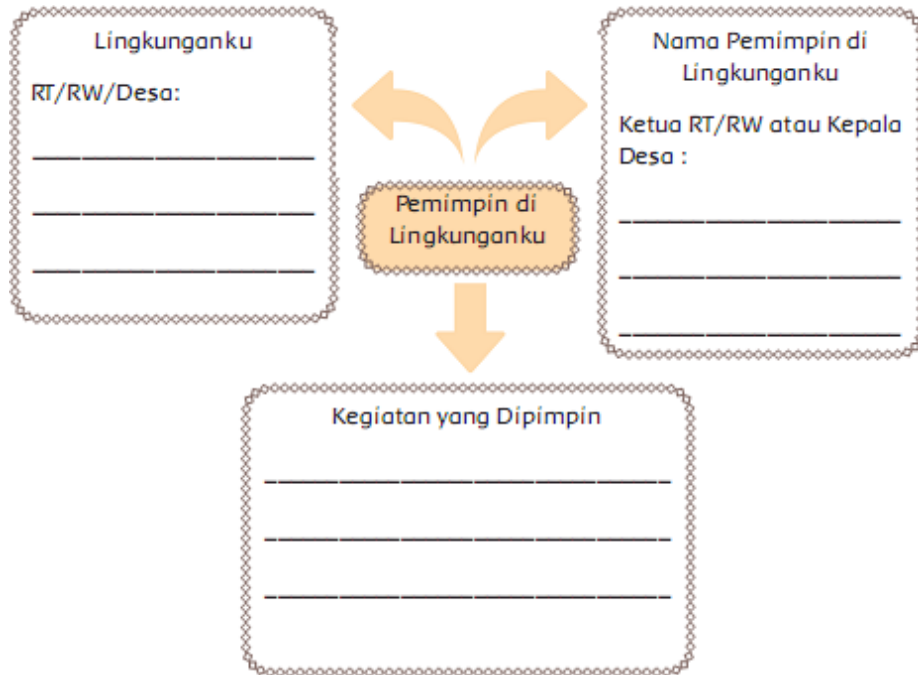 Lingkunganku
RT/RW/Desa:
Nama Pemimpin di
Lingkunganku
Ketua RT/RW atau Kepala
Desa :
Pemimpin di
Lingkunganku
Kegiatan yang Dipimpin